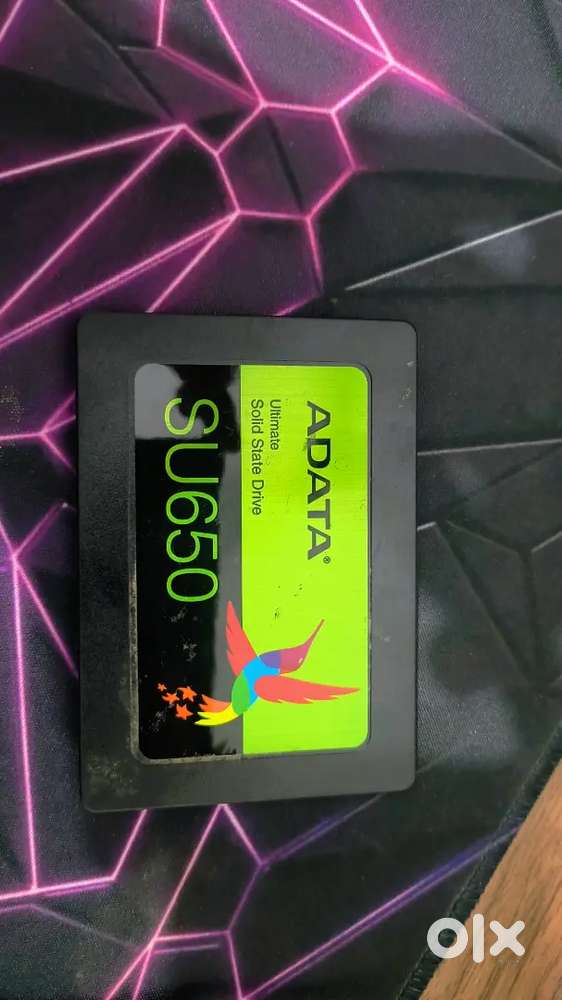 ADATA®
Ultimate
Solid State Drive
SU650
olx